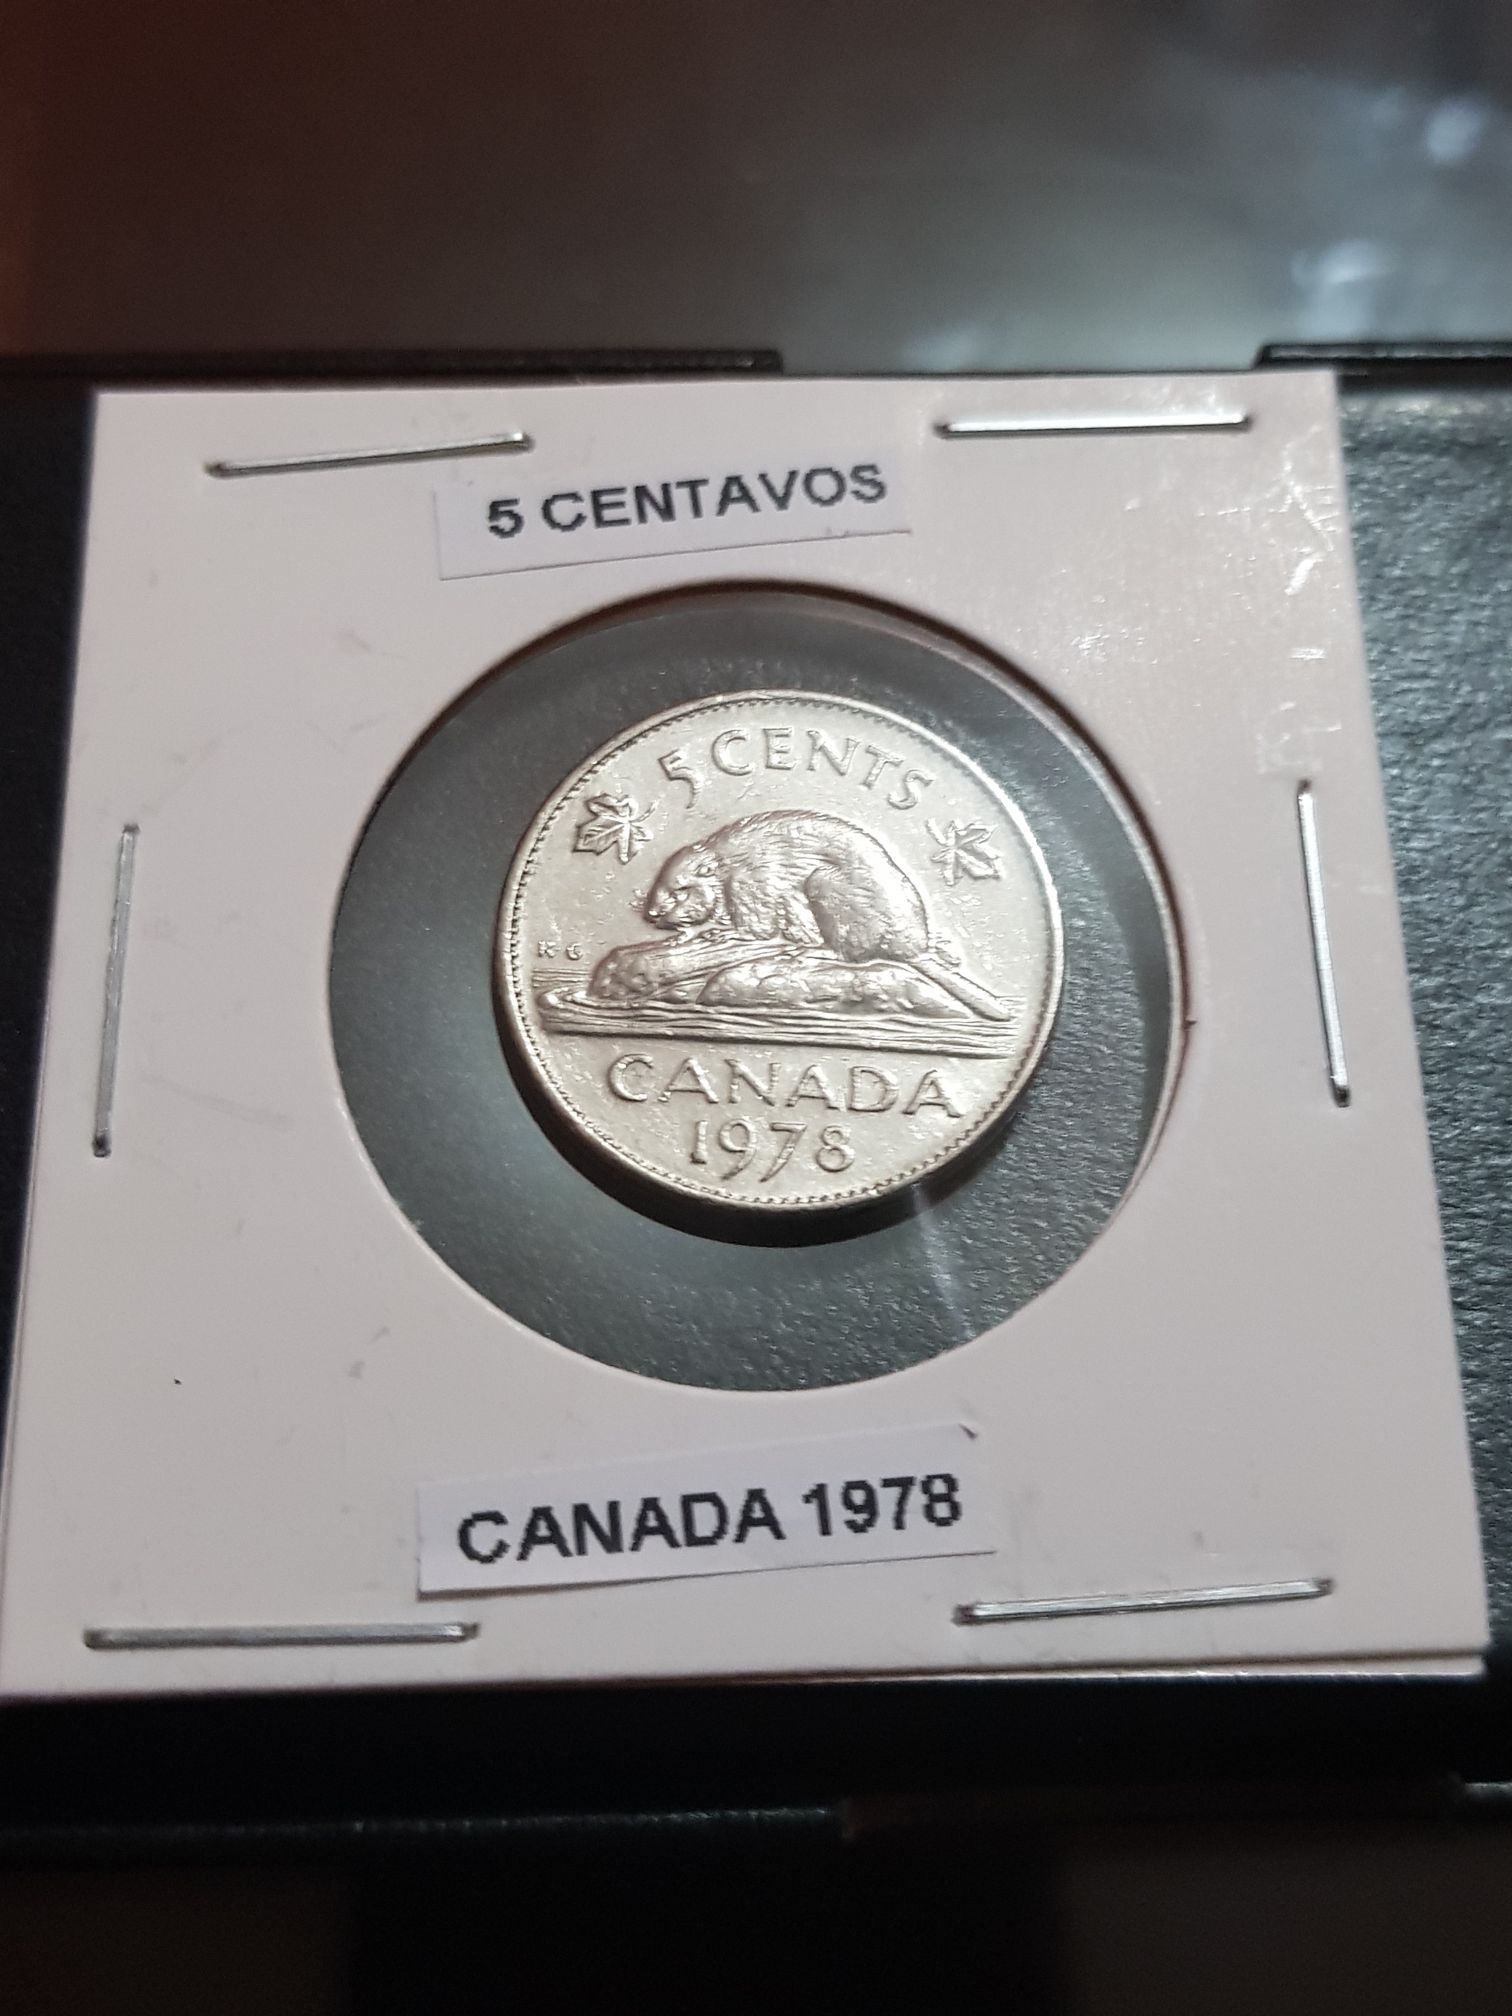 5 CENTAVOS
5 CENTS
K G
CANADA
1978
CANADA 1978